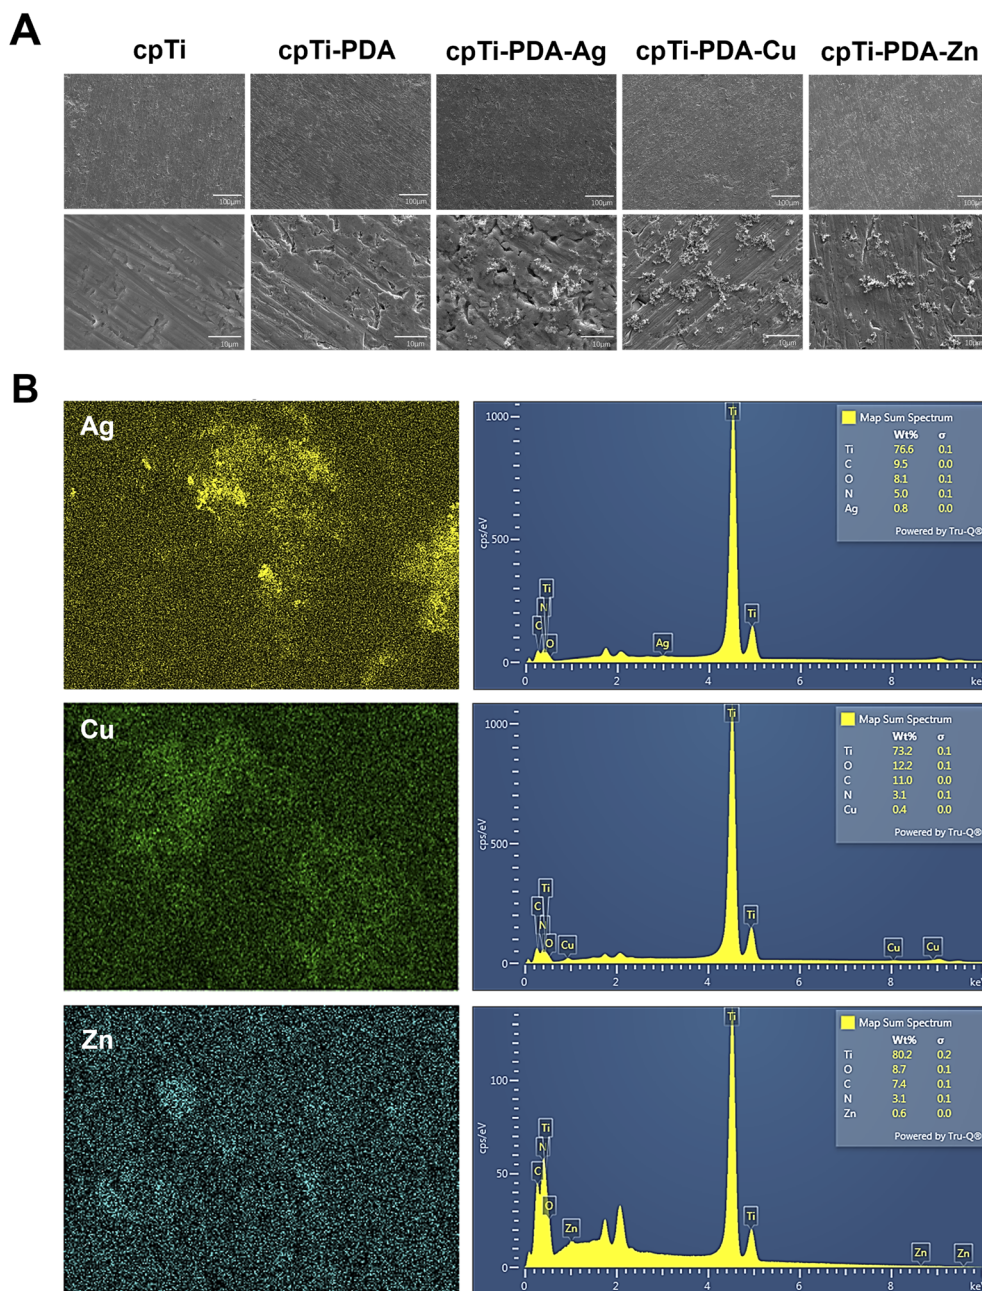 A
cpTi cpTi-PDA cpTi-PDA-Ag cpTi-PDA-Cu cpTi-PDA-Zn
100µm 100µm 100µm 100µm 100µm
10µm 10µm 10µm 10µm 10µm
B
Ag
1000
500
0
cps/eV
Ti
Ti
N
C
O
Ag
Ti
0 2 4 6 8 ke
Map Sum Spectrum
Wt% σ
Ti 76.6 0.1
C 9.5 0.0
O 8.1 0.1
N 5.0 0.1
Ag 0.8 0.0
Powered by Tru-Q®
Cu
1000
500
0
cps/eV
Ti
Ti
C
N
O
Cu
Ti
Cu
Cu
0 2 4 6 8 ke
Map Sum Spectrum
Wt% σ
Ti 73.2 0.1
O 12.2 0.1
C 11.0 0.0
N 3.1 0.1
Cu 0.4 0.0
Powered by Tru-Q®
Zn
100
50
0
cps/eV
Ti
Ti
N
C
O
Zn
Ti
Zn
Zn
0 2 4 6 8 ke
Map Sum Spectrum
Wt% σ
Ti 80.2 0.2
O 8.7 0.1
C 7.4 0.1
N 3.1 0.1
Zn 0.6 0.0
Powered by Tru-Q®